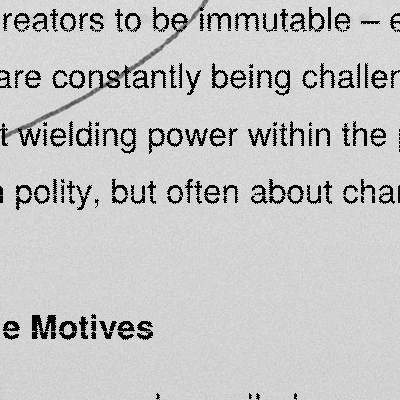 reators to be immutable – e
are constantly being challen
t wielding power within the p
polity, but often about char
e Motives